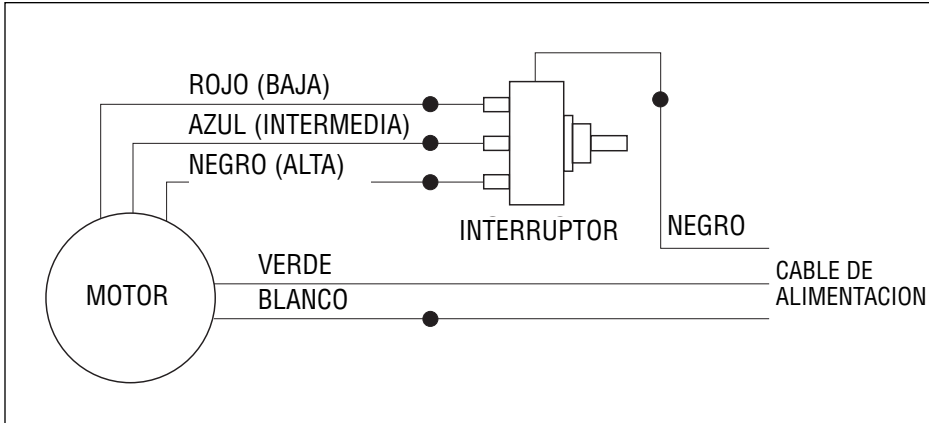 ROJO (BAJA)
AZUL (INTERMEDIA)
NEGRO (ALTA)
INTERRUPTOR
NEGRO
VERDE
CABLE DE
ALIMENTACION
MOTOR
BLANCO